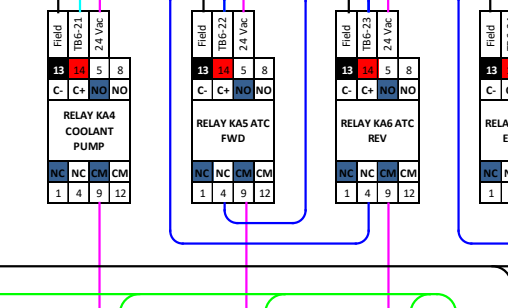 Field TB6-21 24 Vac
13 14 5 8
C- C+ NO NO
RELAY KA4
COOLANT
PUMP
NC NC CM CM
1 4 9 12
Field TB6-22 24 Vac
13 14 5 8
C- C+ NO NO
RELAY KA5 ATC
FWD
NC NC CM CM
1 4 9 12
Field TB6-23 24 Vac
13 14 5 8
C- C+ NO NO
RELAY KA6 ATC
REV
NC NC CM CM
1 4 9 12
Field
13
C-
NC
1